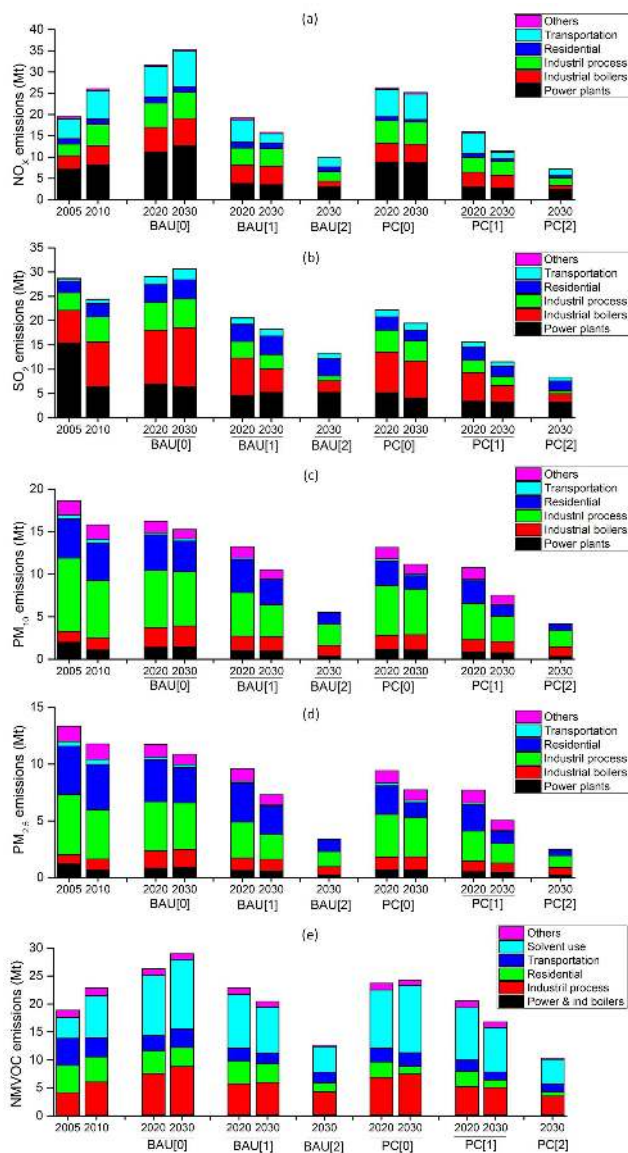 (a)
Others
Transportation
Residential
Industril process
Industrial boilers
Power plants
NOx emissions (Mt)
40
35
30
25
20
15
10
5
0
2005 2010 2020 2030 2020 2030 2030 2020 2030 2020 2030 2030
BAU[0] BAU[1] BAU[2] PC[0] PC[1] PC[2]
(b)
Others
Transportation
Residential
Industril process
Industrial boilers
Power plants
SO2 emissions (Mt)
35
30
25
20
15
10
5
0
2005 2010 2020 2030 2020 2030 2030 2020 2030 2020 2030 2030
BAU[0] BAU[1] BAU[2] PC[0] PC[1] PC[2]
(c)
Others
Transportation
Residential
Industril process
Industrial boilers
Power plants
PM10 emissions (Mt)
20
15
10
5
0
2005 2010 2020 2030 2020 2030 2030 2020 2030 2020 2030 2030
BAU[0] BAU[1] BAU[2] PC[0] PC[1] PC[2]
(d)
Others
Transportation
Residential
Industril process
Industrial boilers
Power plants
PM2.5 emissions (Mt)
15
10
5
0
2005 2010 2020 2030 2020 2030 2030 2020 2030 2020 2030 2030
BAU[0] BAU[1] BAU[2] PC[0] PC[1] PC[2]
(e)
Others
Solvent use
Transportation
Residential
Industril process
Power & ind boilers
NMVOC emissions (Mt)
30
25
20
15
10
5
0
2005 2010 2020 2030 2020 2030 2030 2020 2030 2020 2030 2030
BAU[0] BAU[1] BAU[2] PC[0] PC[1] PC[2]